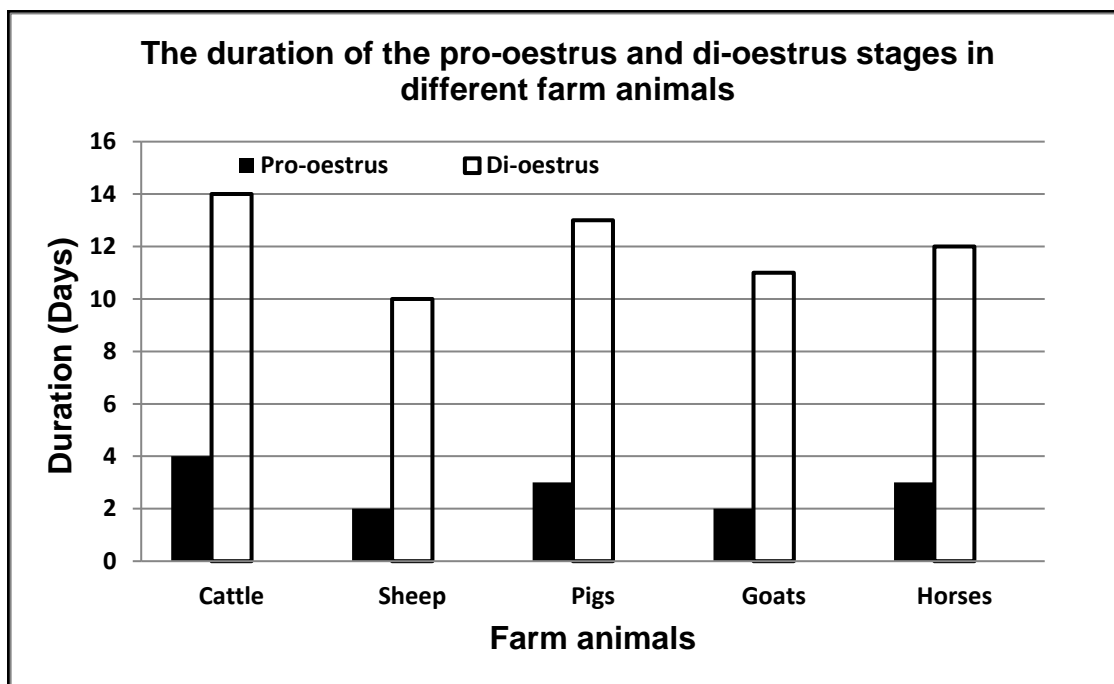 The duration of the pro-oestrus and di-oestrus stages in
different farm animals
Pro-oestrus
Di-oestrus
Duration (Days)
16
14
12
10
8
6
4
2
0
Cattle
Sheep
Pigs
Goats
Horses
Farm animals